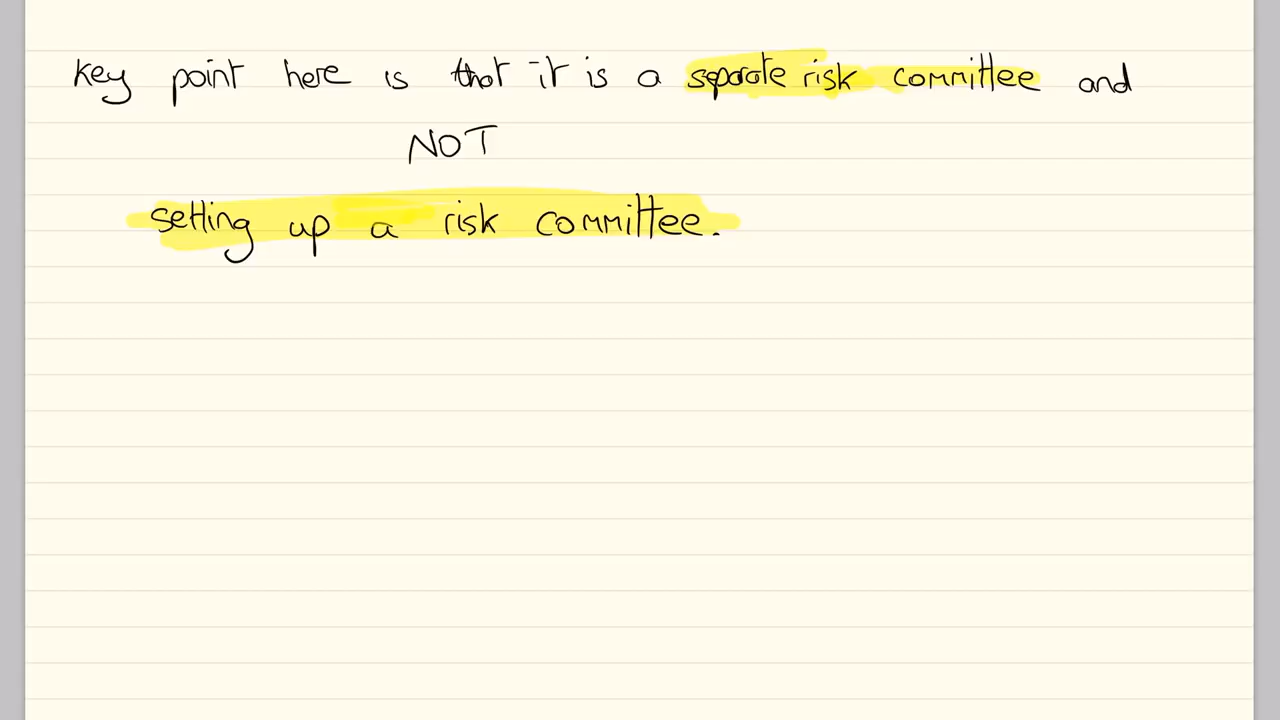 Key point here is that it is a separate risk committee and
NOT
setting up a risk committee.